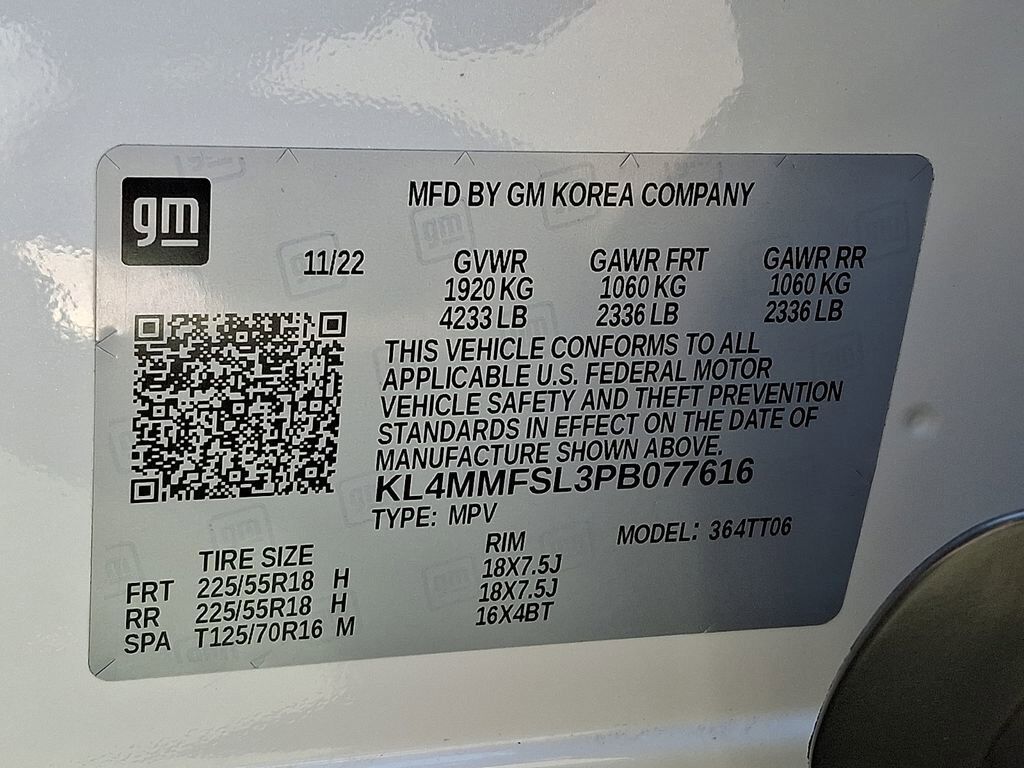 gm
MFD BY GM KOREA COMPANY
11/22 GVWR GAWR FRT GAWR RR
1920 KG 1060 KG 1060 KG
4233 LB 2336 LB 2336 LB
THIS VEHICLE CONFORMS TO ALL
APPLICABLE U.S. FEDERAL MOTOR
VEHICLE SAFETY AND THEFT PREVENTION
STANDARDS IN EFFECT ON THE DATE OF
MANUFACTURE SHOWN ABOVE.
KL4MMFSL3PB077616
TYPE: MPV MODEL: 364TT06
TIRE SIZE RIM
FRT 225/55R18 H 18X7.5J
RR 225/55R18 H 18X7.5J
SPA T125/70R16 M 16X4BT